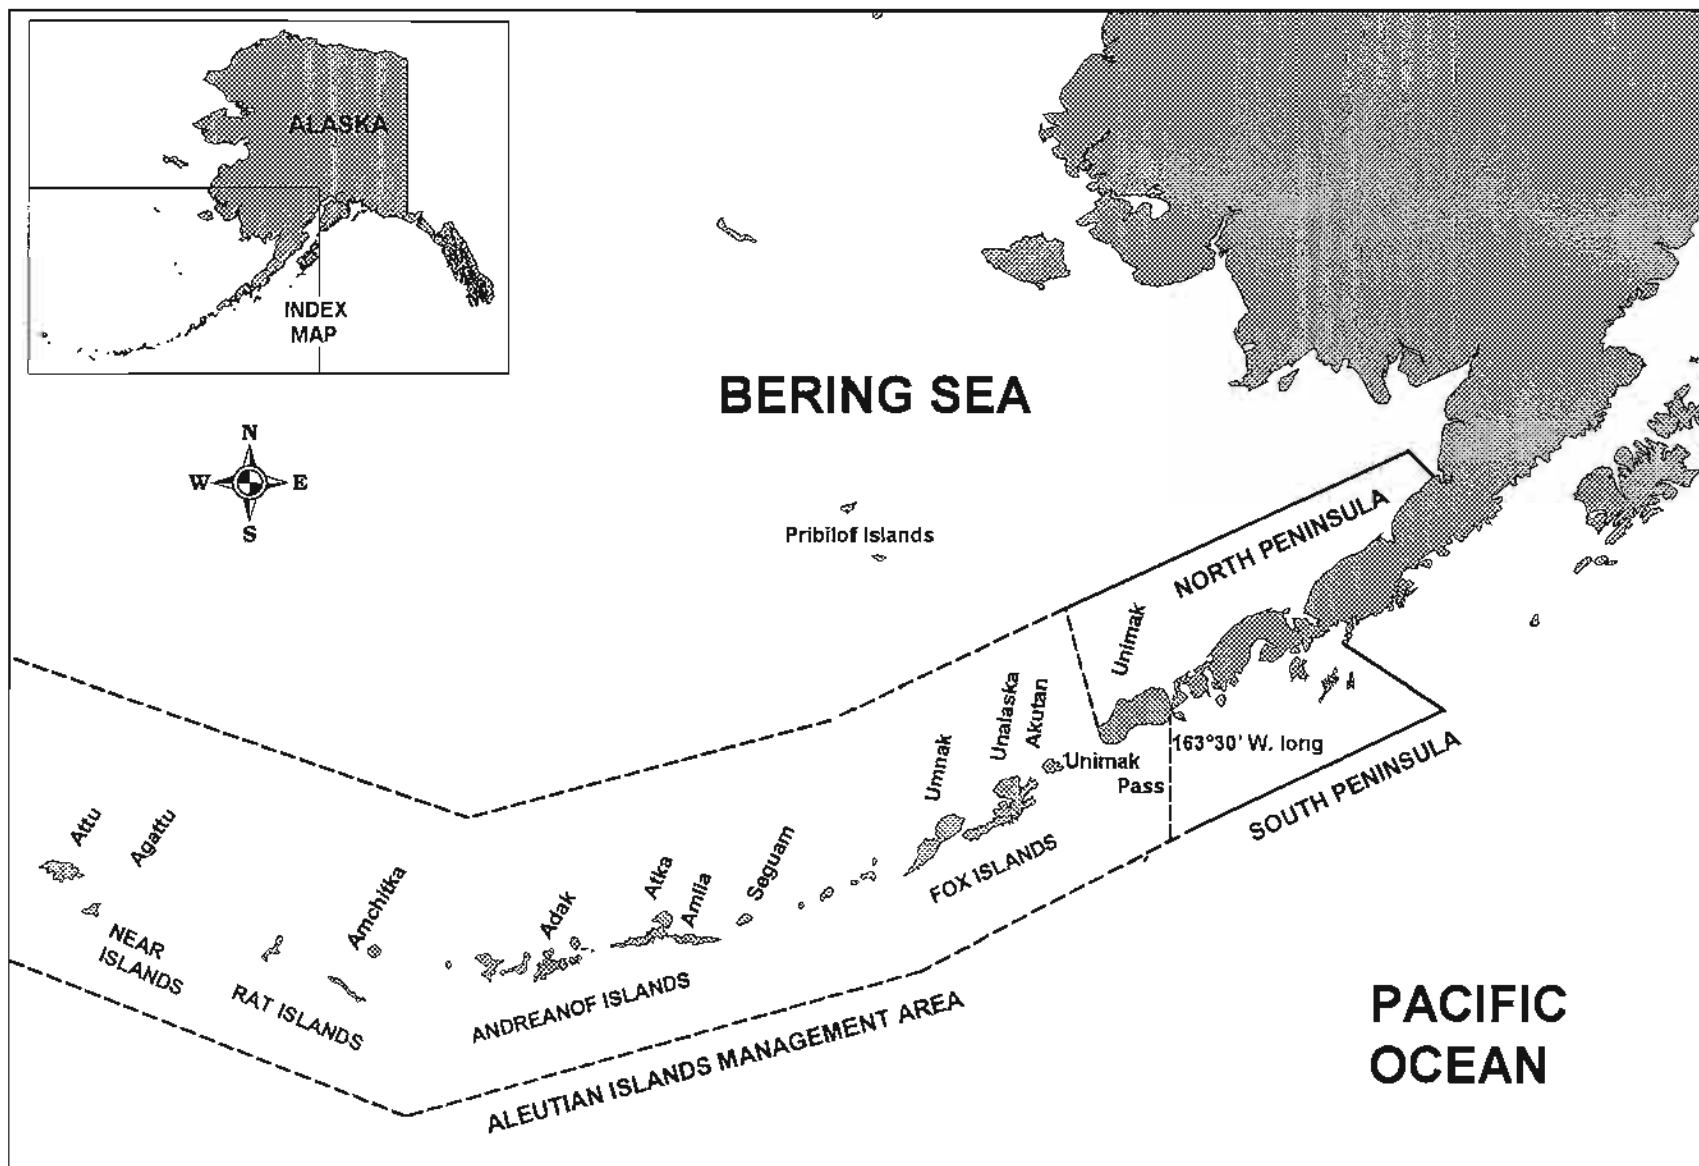 ALASKA
INDEX
MAP
BERING SEA
N
W
E
S
Pribilof Islands
NORTH PENINSULA
Unimak
Unalaska
Akutan
Umnak
Unimak
Pass
163°30' W. long
SOUTH PENINSULA
FOX ISLANDS
Attu
Agattu
Amchitka
Adak
Atka
Amlia
Seguam
NEAR
ISLANDS
RAT ISLANDS
ANDREANOF ISLANDS
ALEUTIAN ISLANDS MANAGEMENT AREA
PACIFIC
OCEAN